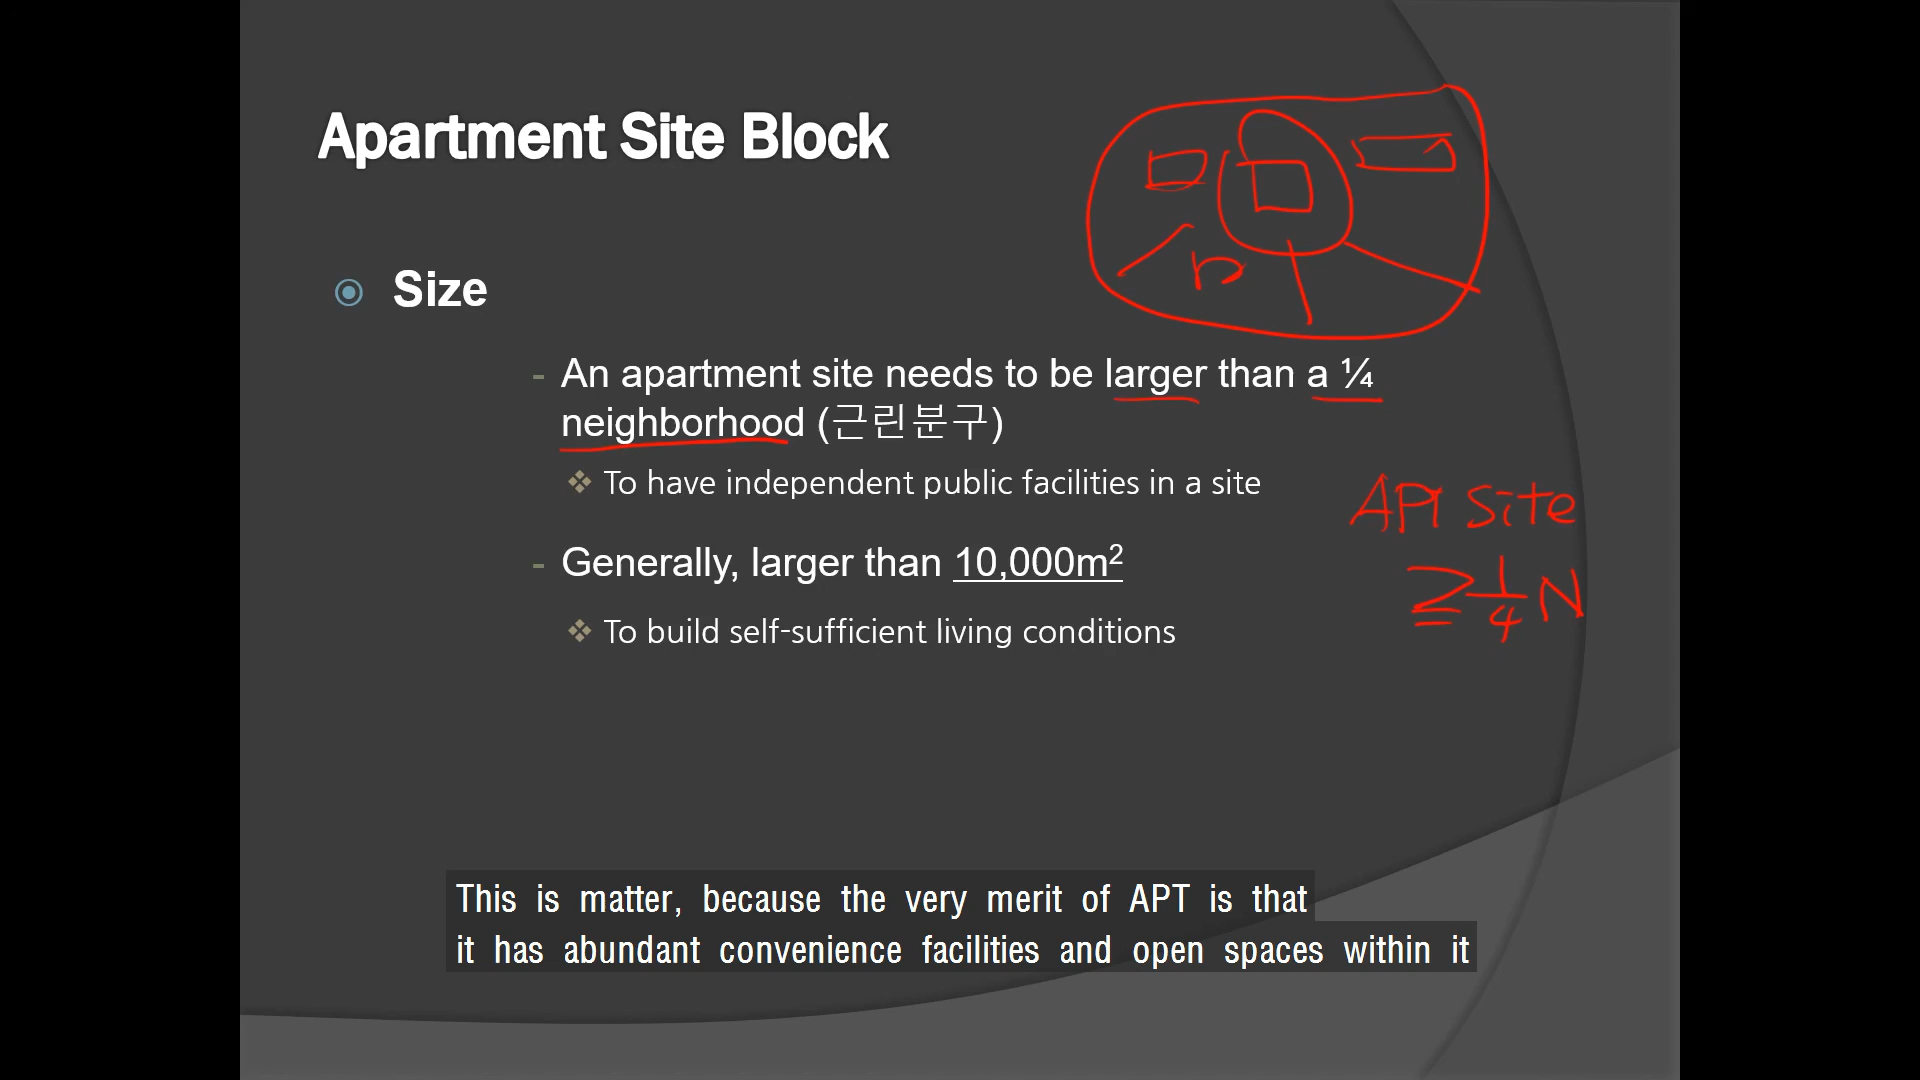 Apartment Site Block
Size
- An apartment site needs to be larger than a ¼
neighborhood (근린분구)
❖ To have independent public facilities in a site
- Generally, larger than 10,000m²
❖ To build self-sufficient living conditions
APT Site
≥ 1/4 N
This is matter, because the very merit of APT is that
it has abundant convenience facilities and open spaces within it